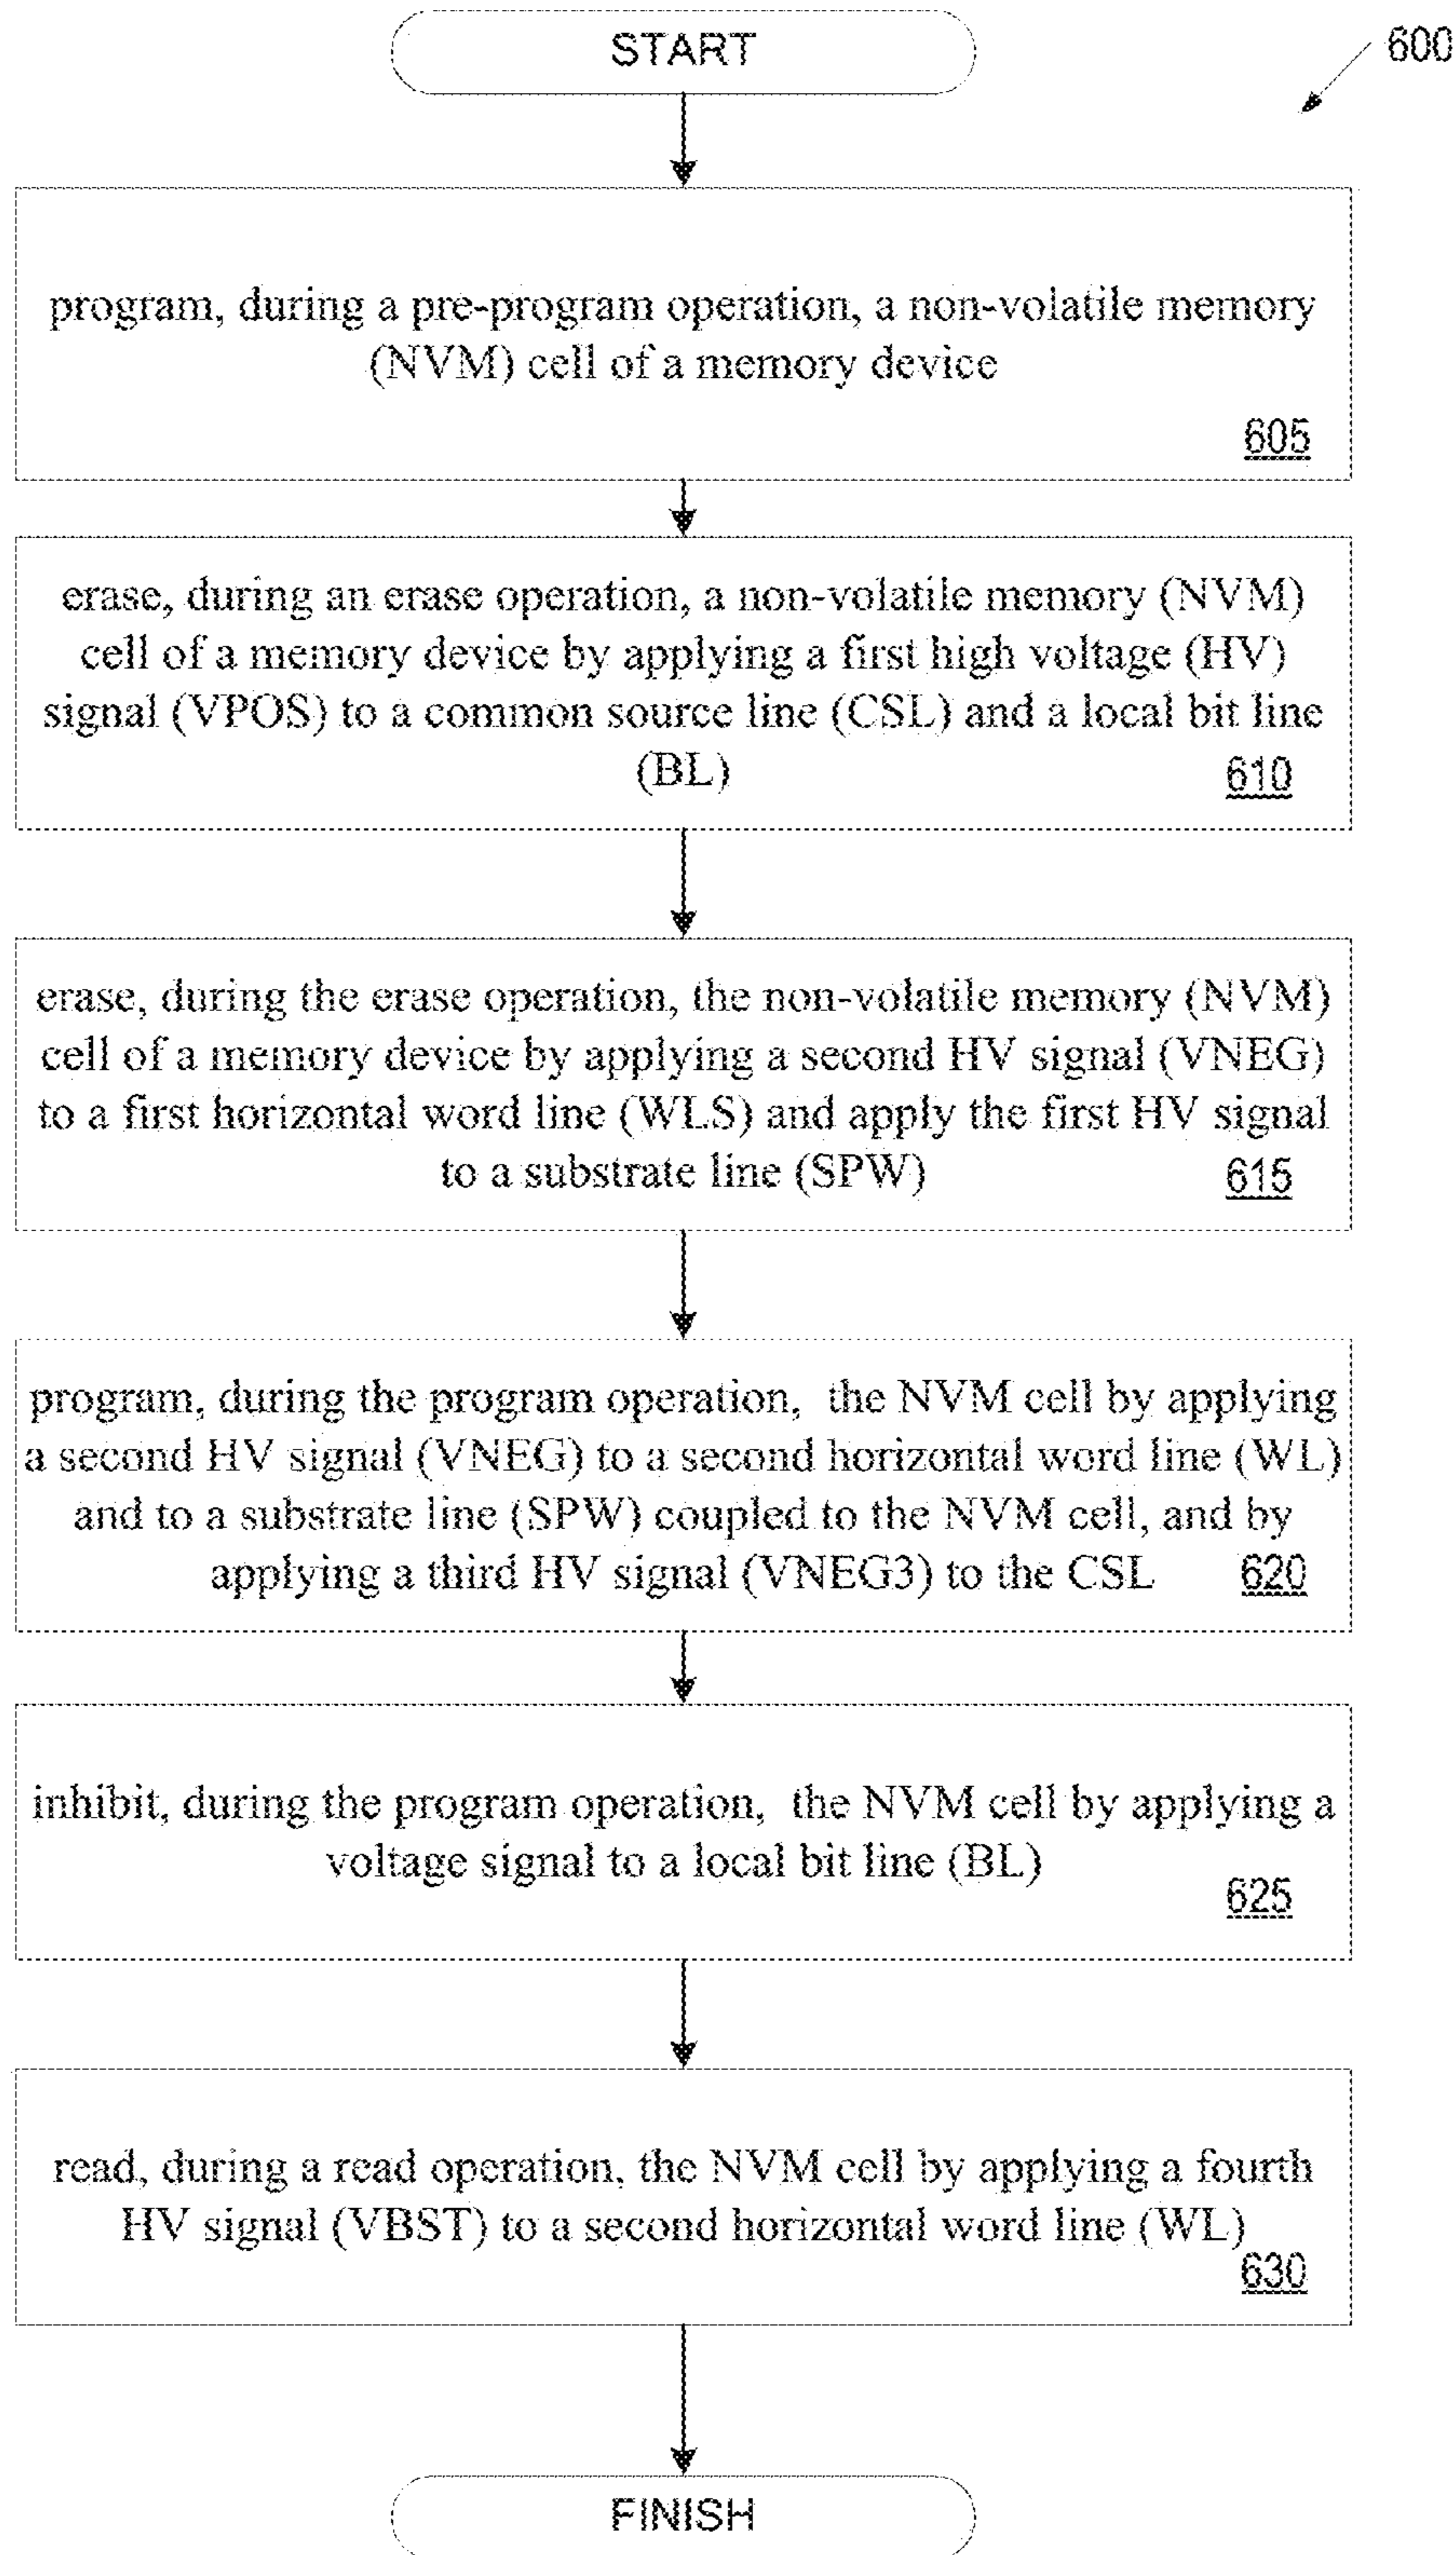 START
600
program, during a pre-program operation, a non-volatile memory
(NVM) cell of a memory device
605
erase, during an erase operation, a non-volatile memory (NVM)
cell of a memory device by applying a first high voltage (HV)
signal (VPOS) to a common source line (CSL) and a local bit line
(BL)
610
erase, during the erase operation, the non-volatile memory (NVM)
cell of a memory device by applying a second HV signal (VNEG)
to a first horizontal word line (WLS) and apply the first HV signal
to a substrate line (SPW)
615
program, during the program operation, the NVM cell by applying
a second HV signal (VNEG) to a second horizontal word line (WL)
and to a substrate line (SPW) coupled to the NVM cell, and by
applying a third HV signal (VNEG3) to the CSL
620
inhibit, during the program operation, the NVM cell by applying a
voltage signal to a local bit line (BL)
625
read, during a read operation, the NVM cell by applying a fourth
HV signal (VBST) to a second horizontal word line (WL)
630
FINISH